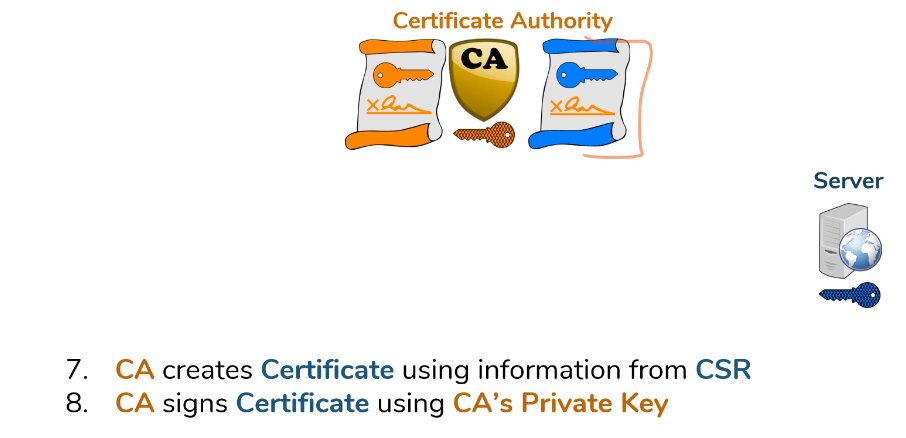 Certificate Authority
CA
Server
7. CA creates Certificate using information from CSR
8. CA signs Certificate using CA's Private Key